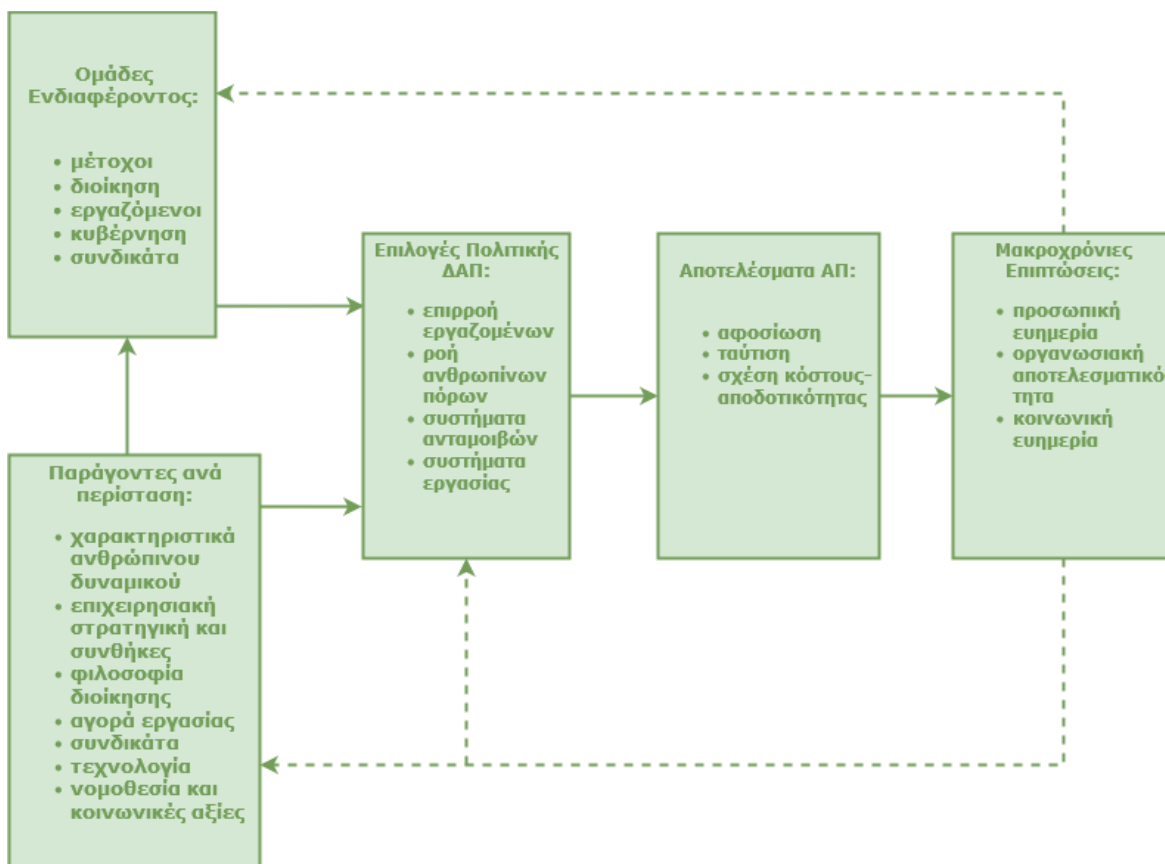 Ομάδες
Ενδιαφέροντος:
• μέτοχοι
• διοίκηση
• εργαζόμενοι
• κυβέρνηση
• συνδικάτα
Παράγοντες ανά
περίσταση:
• χαρακτηριστικά
ανθρώπινου
δυναμικού
• επιχειρησιακή
στρατηγική και
συνθήκες
• φιλοσοφία
διοίκησης
• αγορά εργασίας
• συνδικάτα
• τεχνολογία
• νομοθεσία και
κοινωνικές αξίες
Επιλογές Πολιτικής
ΔΑΠ:
• επιρροή
εργαζομένων
• ροή
ανθρωπίνων
πόρων
• συστήματα
ανταμοιβών
• συστήματα
εργασίας
Αποτελέσματα ΑΠ:
• αφοσίωση
• ταύτιση
• σχέση κόστους-
αποδοτικότητας
Μακροχρόνιες
Επιπτώσεις:
• προσωπική
ευημερία
• οργανωσιακή
αποτελεσματικό
τητα
• κοινωνική
ευημερία